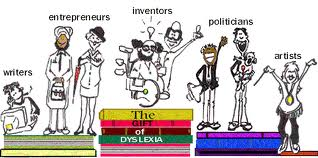 writers
entrepreneurs
inventors
politicians
artists
The
GIFT
of
DYSLEXIA